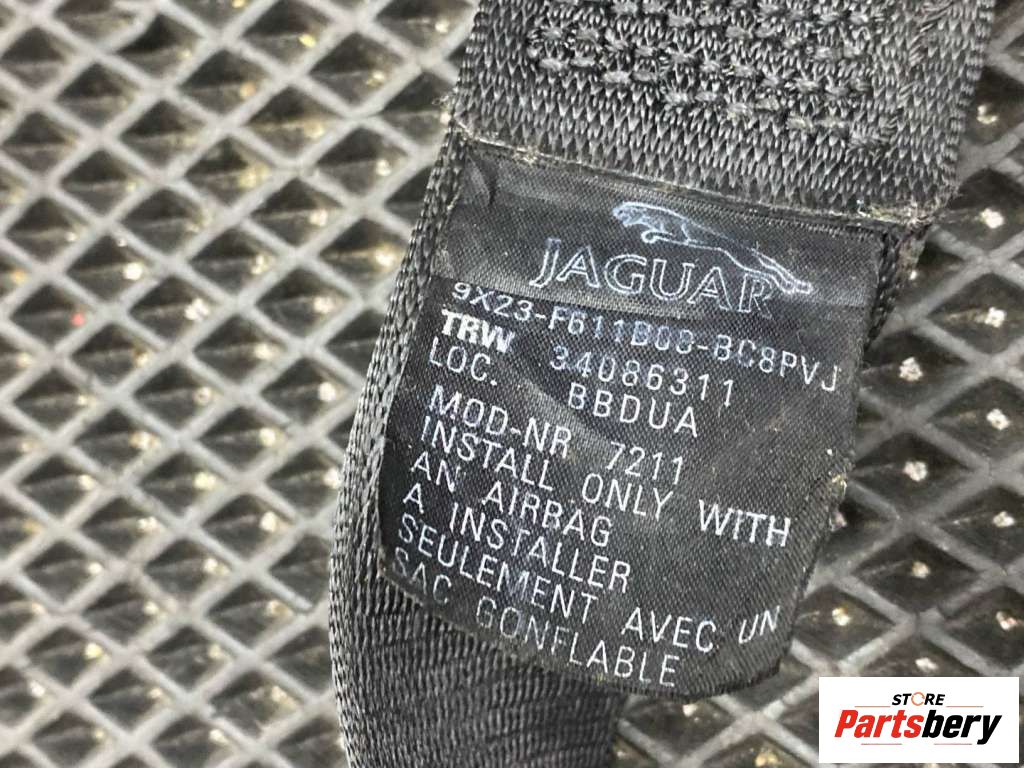 JAGUAR
9X23-F611B08-BC8PVJ
TRW 34086311
LOC. BBDUA
MOD-NR 7211
INSTALL ONLY WITH
AN AIRBAG
A INSTALLER
SEULEMENT AVEC UN
SAC GONFLABLE
STORE
Partsbery